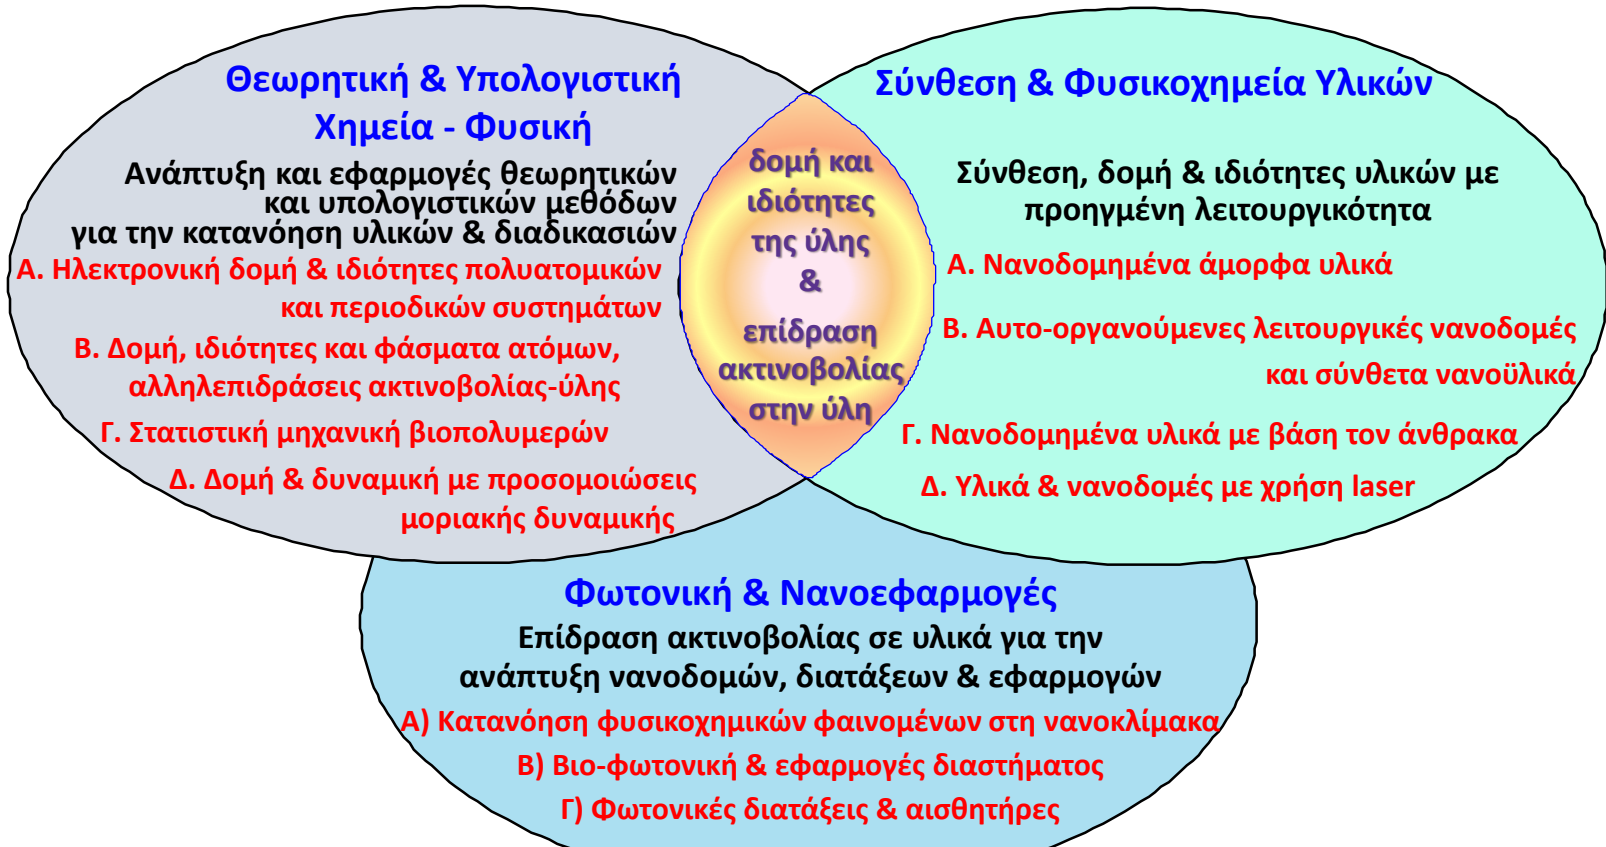 Θεωρητική & Υπολογιστική
Χημεία - Φυσική
Ανάπτυξη και εφαρμογές θεωρητικών
και υπολογιστικών μεθόδων
για την κατανόηση υλικών & διαδικασιών
Α. Ηλεκτρονική δομή & ιδιότητες πολυατομικών
και περιοδικών συστημάτων
Β. Δομή, ιδιότητες και φάσματα ατόμων,
αλληλεπιδράσεις ακτινοβολίας-ύλης
Γ. Στατιστική μηχανική βιοπολυμερών
Δ. Δομή & δυναμική με προσομοιώσεις
μοριακής δυναμικής
δομή και
ιδιότητες
της ύλης
&
επίδραση
ακτινοβολίας
στην ύλη
Σύνθεση & Φυσικοχημεία Υλικών
Σύνθεση, δομή & ιδιότητες υλικών με
προηγμένη λειτουργικότητα
Α. Νανοδομημένα άμορφα υλικά
Β. Αυτο-οργανούμενες λειτουργικές νανοδομές
και σύνθετα νανοϋλικά
Γ. Νανοδομημένα υλικά με βάση τον άνθρακα
Δ. Υλικά & νανοδομές με χρήση laser
Φωτονική & Νανοεφαρμογές
Επίδραση ακτινοβολίας σε υλικά για την
ανάπτυξη νανοδομών, διατάξεων & εφαρμογών
Α) Κατανόηση φυσικοχημικών φαινομένων στη νανοκλίμακα
Β) Βιο-φωτονική & εφαρμογές διαστήματος
Γ) Φωτονικές διατάξεις & αισθητήρες